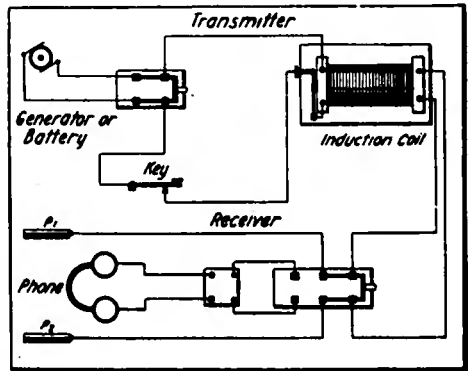 Transmitter
Generator or
Battery
Induction Coil
Key
Receiver
P1
Phone
P2